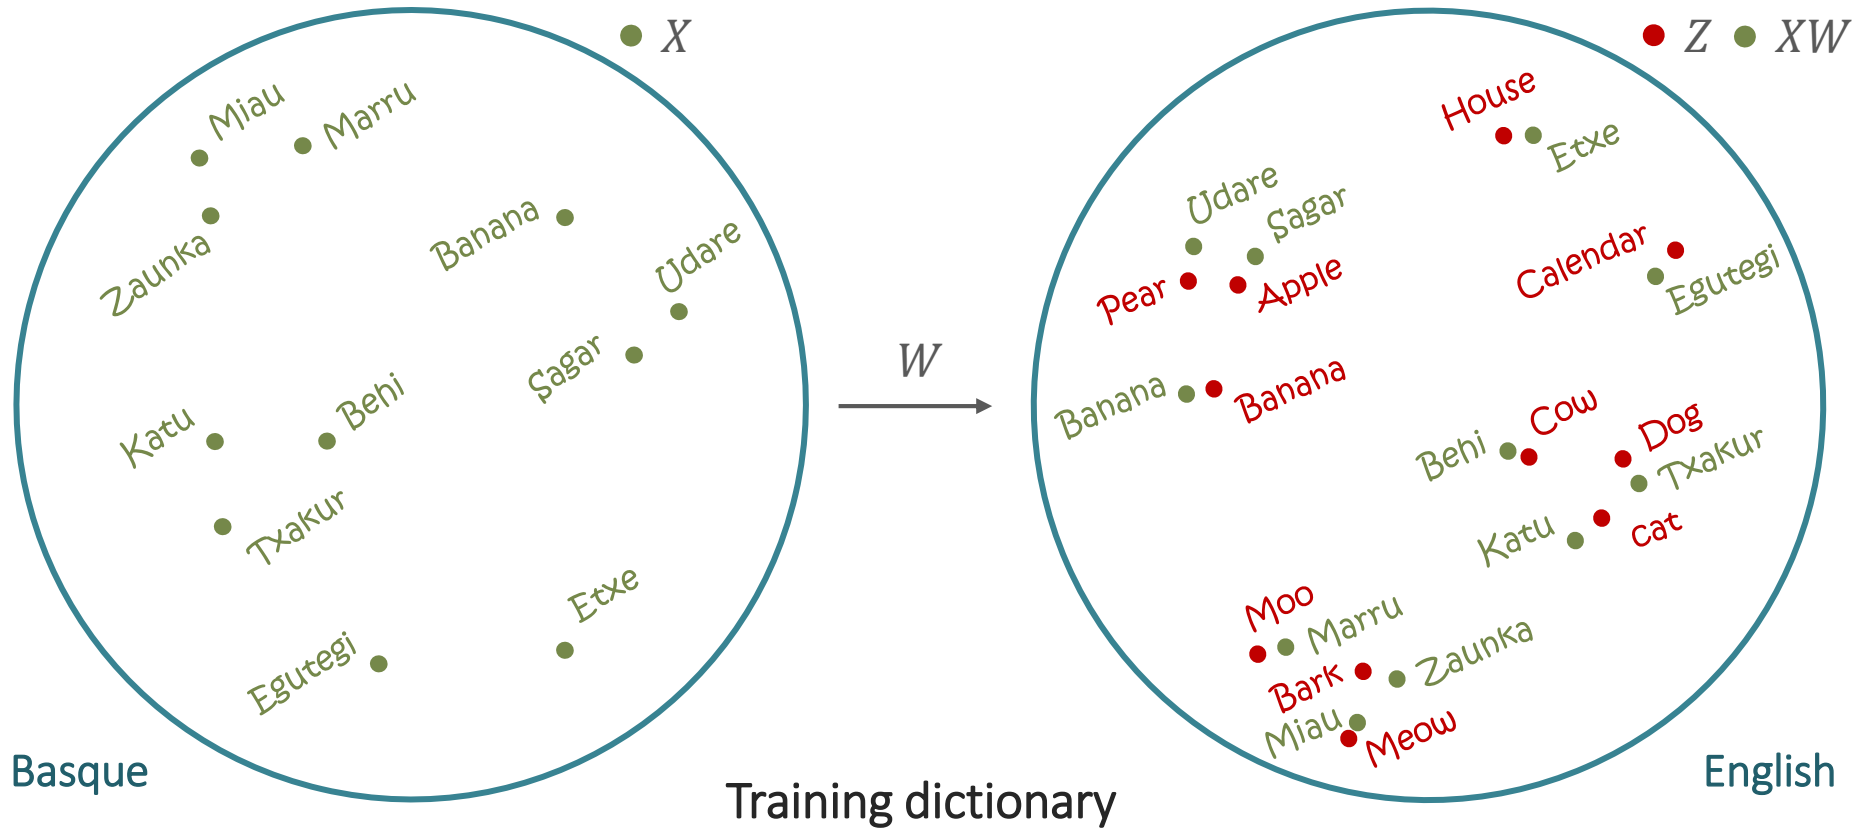 X
Miau
Marru
Zaunka
Banana
Udare
Sagar
Katu
Behi
Txakur
Etxe
Egutegi
Basque
W
Z XW
House
Etxe
Udare
Sagar
Calendar
Egutegi
Pear
Apple
Banana
Banana
Cow
Dog
Behi
Txakur
Katu
cat
Moo
Marru
Zaunka
Bark
Miau
Meow
English
Training dictionary